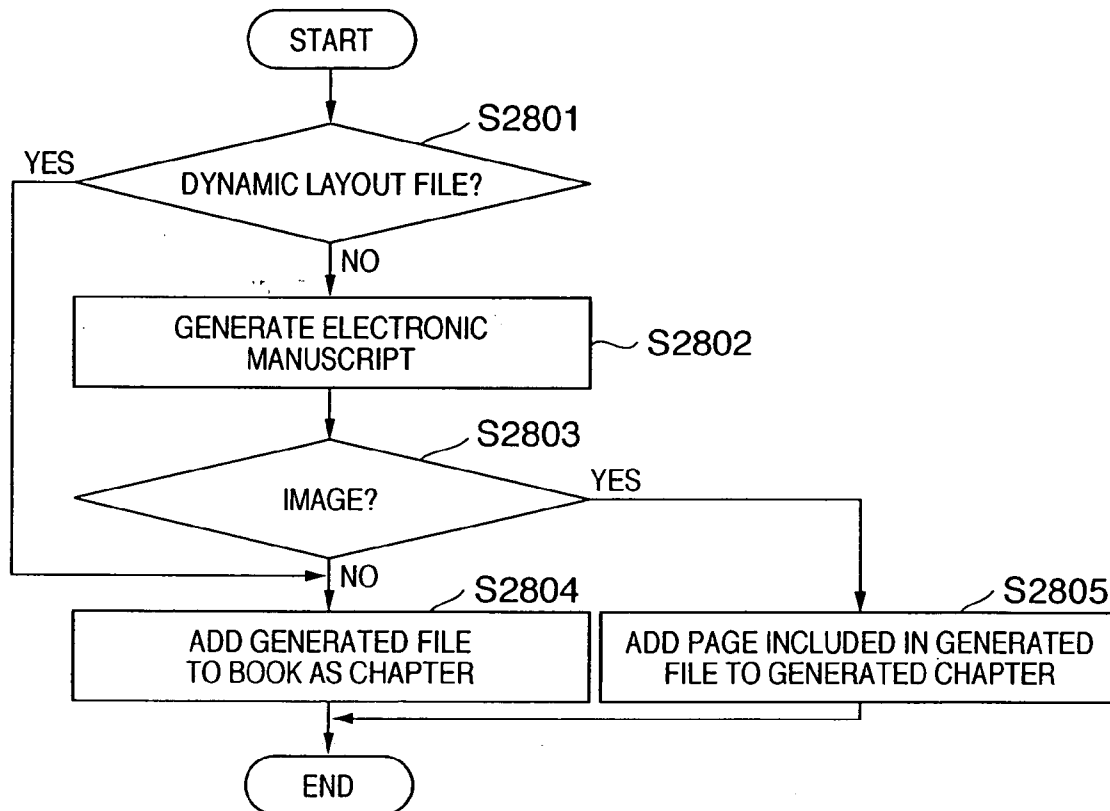 START
S2801
YES
DYNAMIC LAYOUT FILE?
NO
GENERATE ELECTRONIC
MANUSCRIPT
S2802
S2803
YES
IMAGE?
NO
S2804
S2805
ADD GENERATED FILE
TO BOOK AS CHAPTER
ADD PAGE INCLUDED IN GENERATED
FILE TO GENERATED CHAPTER
END